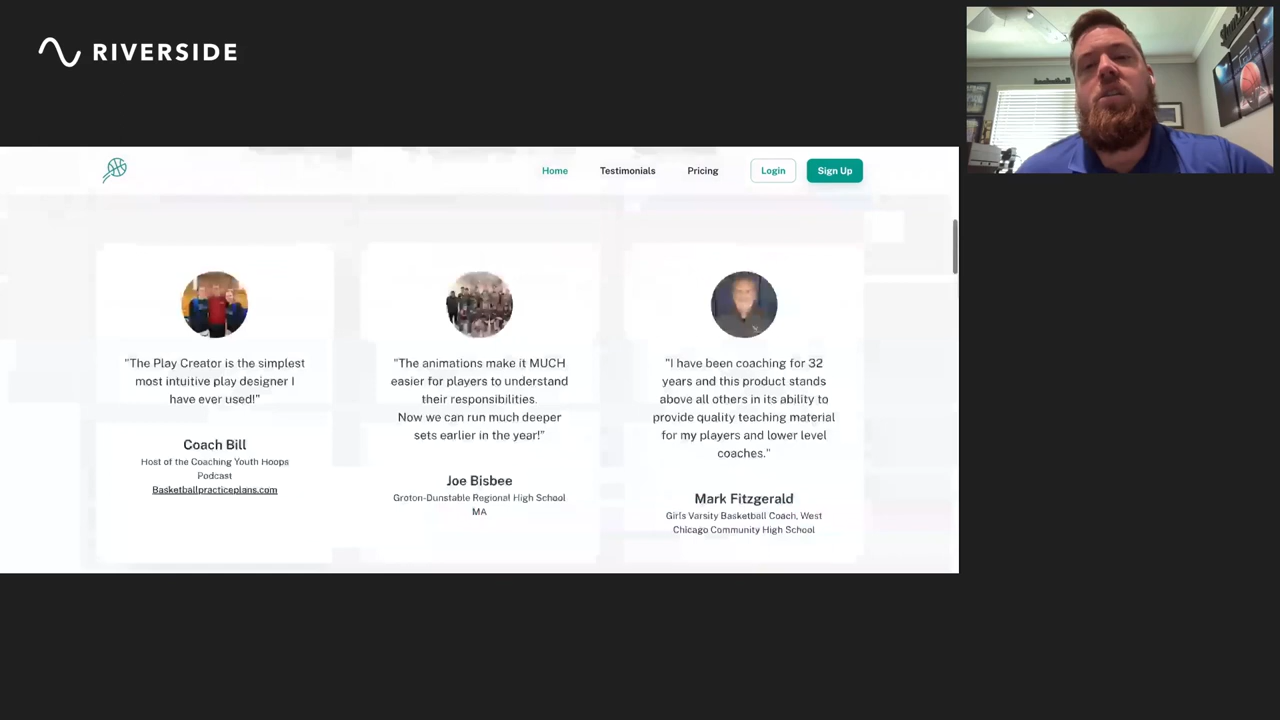 RIVERSIDE
Home Testimonials Pricing Login Sign Up
"The Play Creator is the simplest
most intuitive play designer I
have ever used!"
Coach Bill
Host of the Coaching Youth Hoops
Podcast
Basketballpracticeplans.com
"The animations make it MUCH
easier for players to understand
their responsibilities.
Now we can run much deeper
sets earlier in the year!"
Joe Bisbee
Groton-Dunstable Regional High School
MA
"I have been coaching for 32
years and this product stands
above all others in its ability to
provide quality teaching material
for my players and lower level
coaches."
Mark Fitzgerald
Girls Varsity Basketball Coach, West
Chicago Community High School